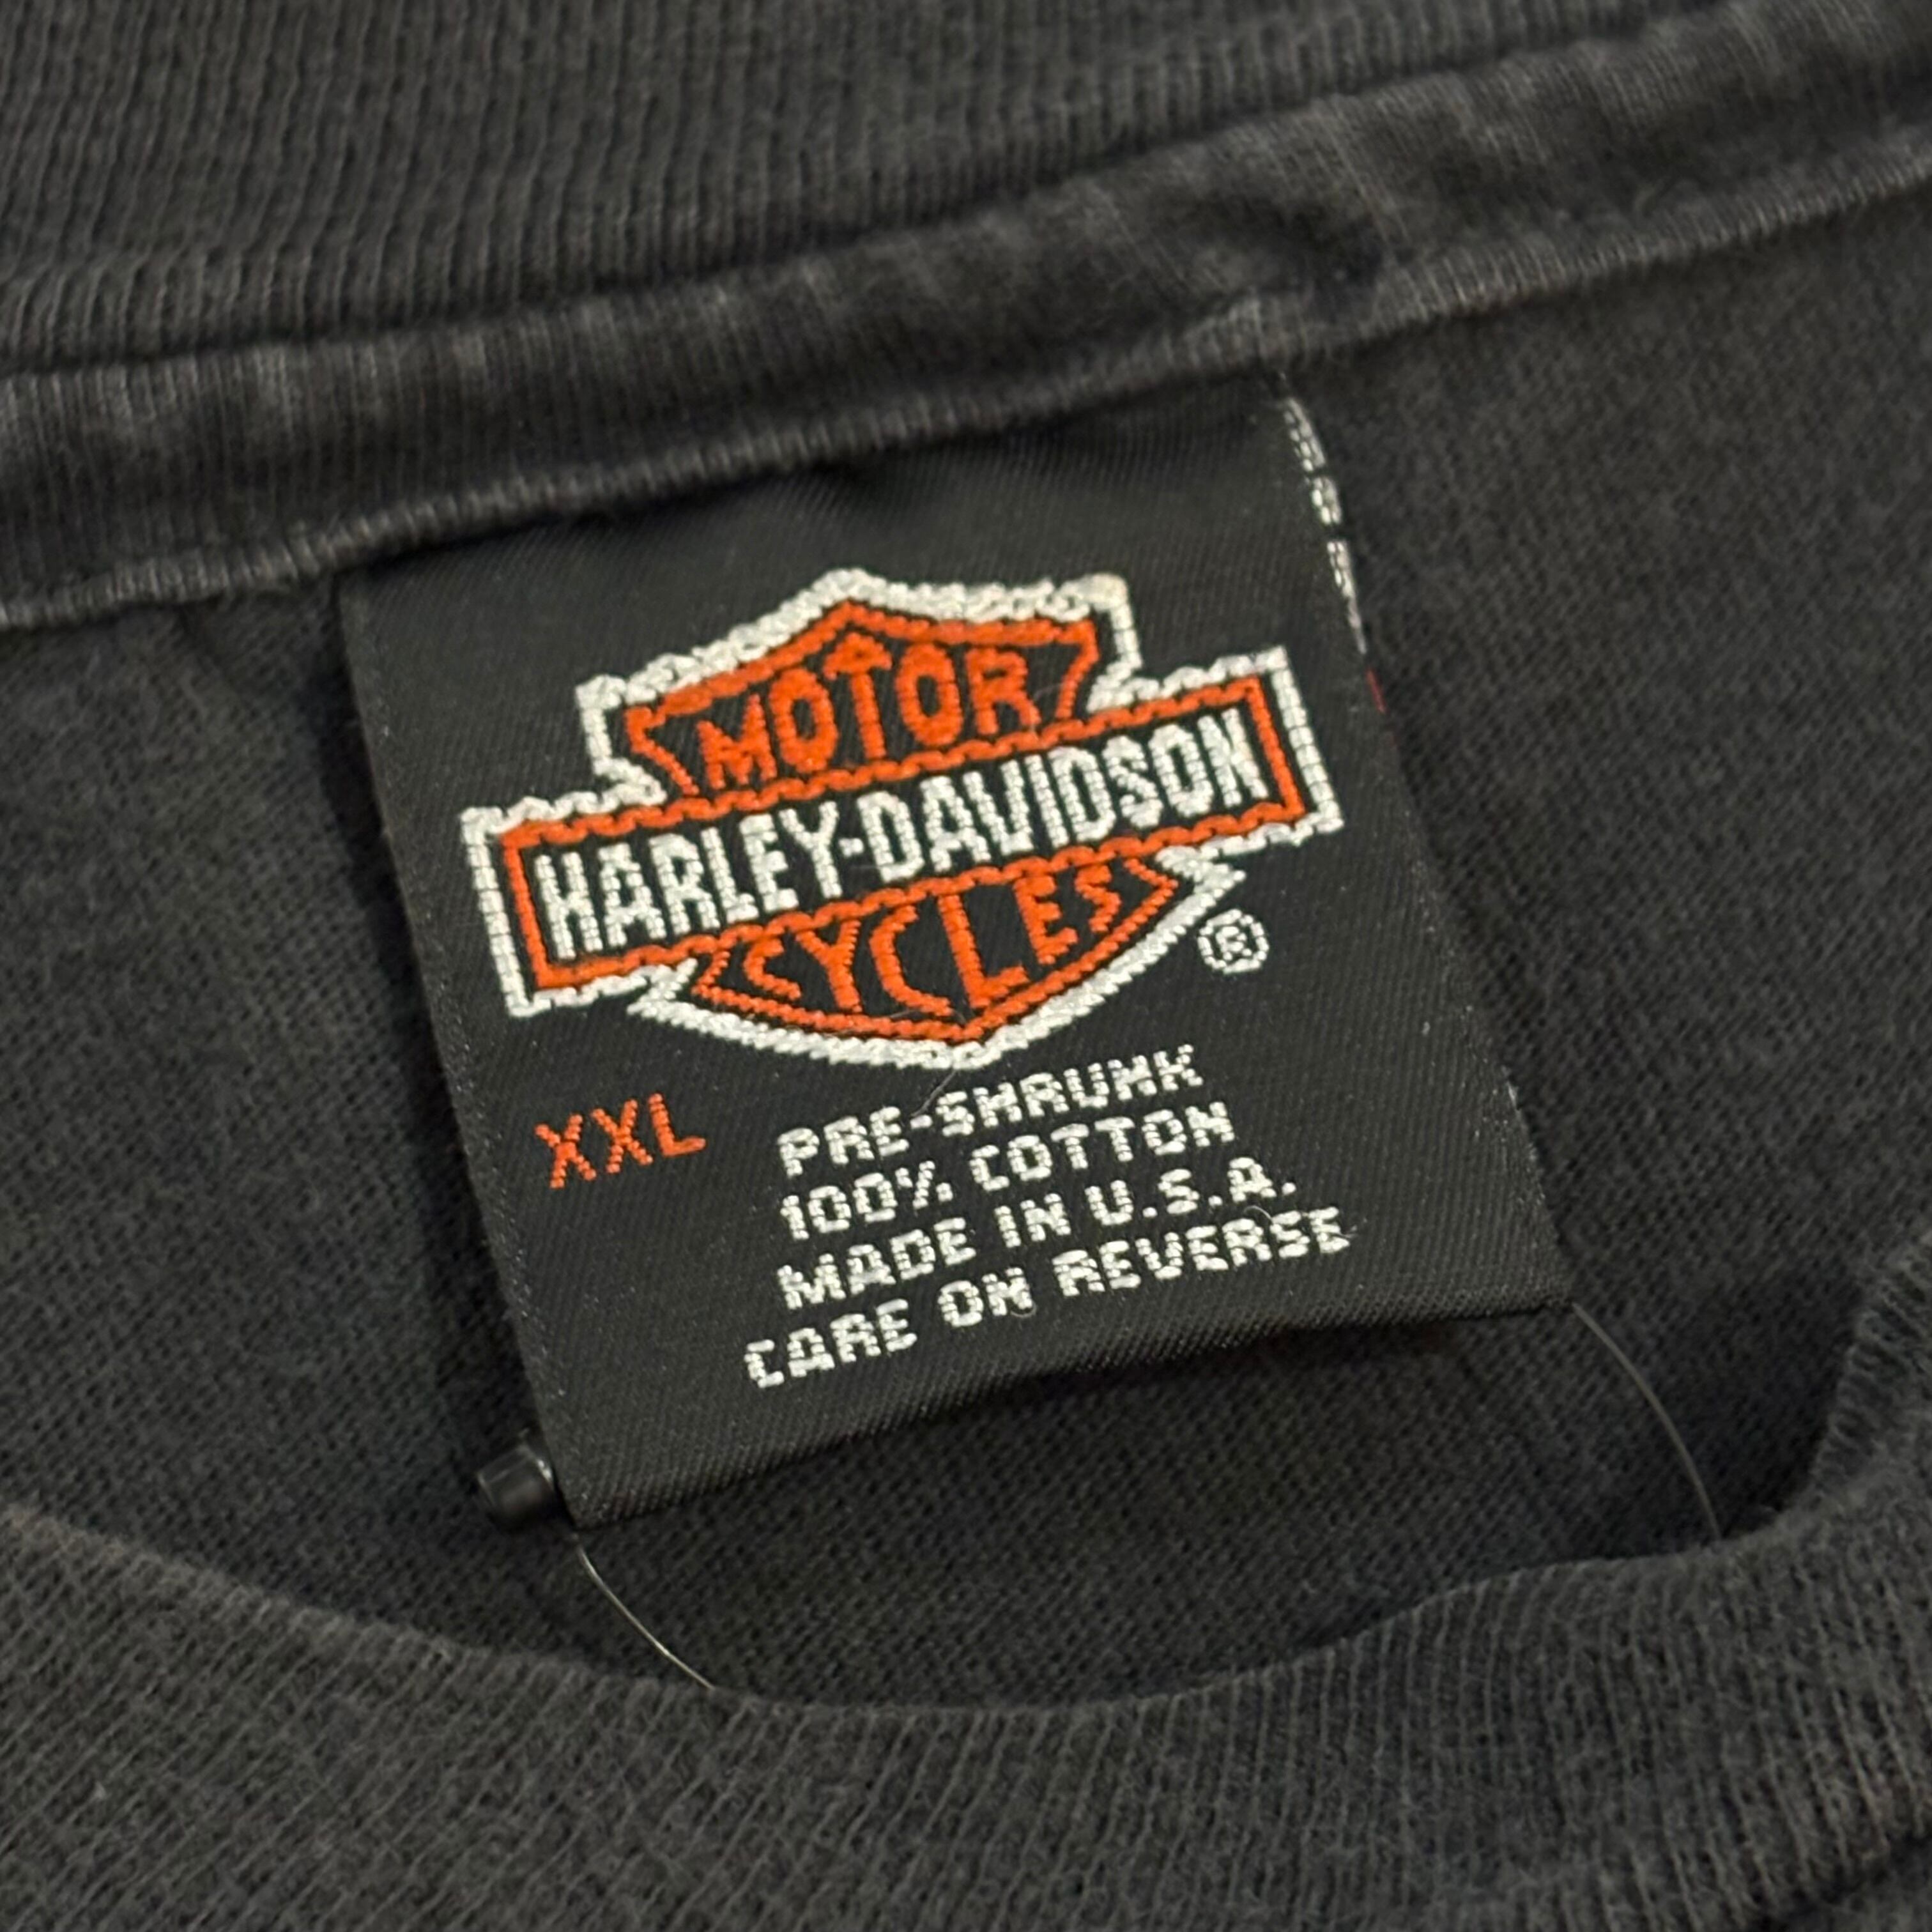 MOTOR
HARLEY-DAVIDSON
CYCLES
®
XXL
PRE-SHRUNK
100% COTTON
MADE IN U.S.A.
CARE ON REVERSE